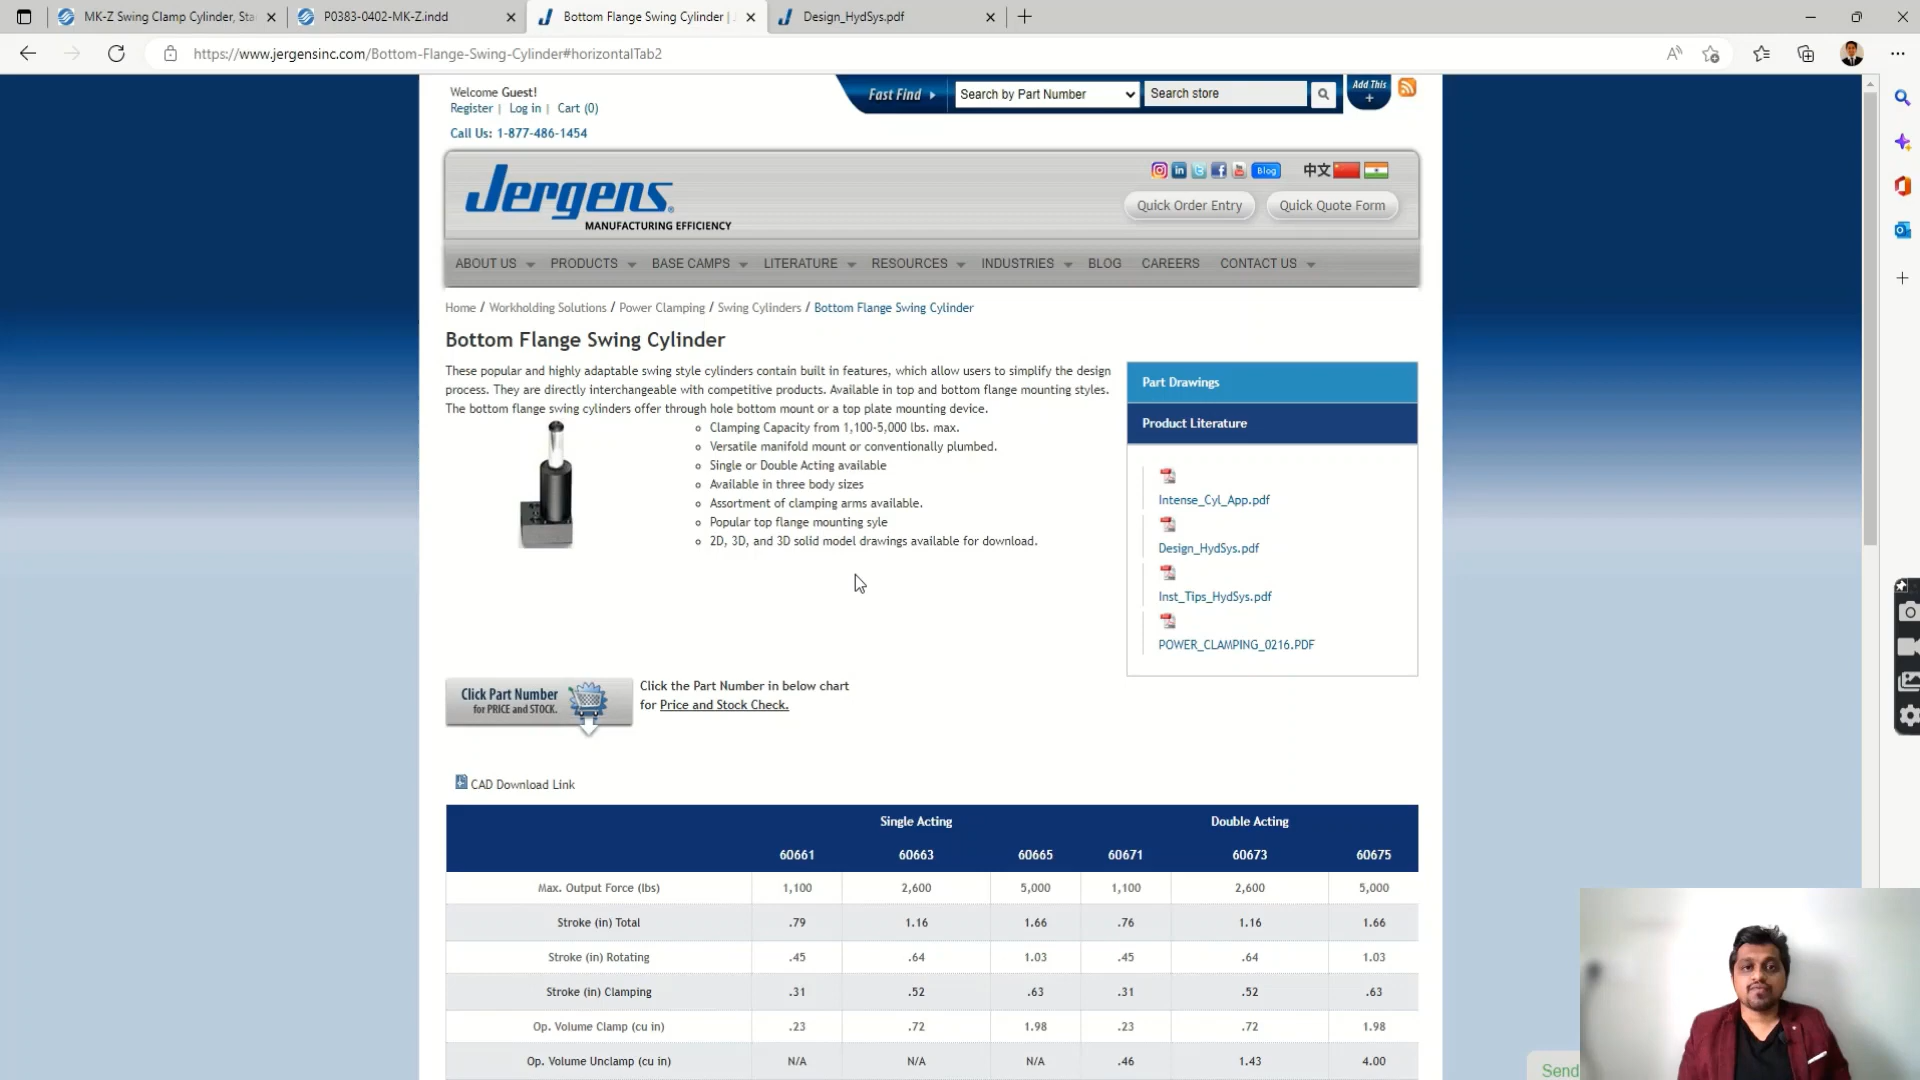 MK-Z Swing Clamp Cylinder, Sta
P0383-0402-MK-Z.indd
Bottom Flange Swing Cylinder | J
Design_HydSys.pdf
https://www.jergensinc.com/Bottom-Flange-Swing-Cylinder#horizontalTab2
Welcome Guest!
Register | Log in | Cart (0)
Call Us: 1-877-486-1454
Fast Find
Search by Part Number
Search store
Add This
+
Jergens®
MANUFACTURING EFFICIENCY
Blog
中文
Quick Order Entry
Quick Quote Form
ABOUT US PRODUCTS BASE CAMPS LITERATURE RESOURCES INDUSTRIES BLOG CAREERS CONTACT US
Home / Workholding Solutions / Power Clamping / Swing Cylinders / Bottom Flange Swing Cylinder
Bottom Flange Swing Cylinder
These popular and highly adaptable swing style cylinders contain built in features, which allow users to simplify the design
process. They are directly interchangeable with competitive products. Available in top and bottom flange mounting styles.
The bottom flange swing cylinders offer through hole bottom mount or a top plate mounting device.
Clamping Capacity from 1,100-5,000 lbs. max.
Versatile manifold mount or conventionally plumbed.
Single or Double Acting available
Available in three body sizes
Assortment of clamping arms available.
Popular top flange mounting syle
2D, 3D, and 3D solid model drawings available for download.
Part Drawings
Product Literature
Intense_Cyl_App.pdf
Design_HydSys.pdf
Inst_Tips_HydSys.pdf
POWER_CLAMPING_0216.PDF
Click Part Number
for PRICE and STOCK.
Click the Part Number in below chart
for Price and Stock Check.
CAD Download Link
Single Acting Double Acting
60661 60663 60665 60671 60673 60675
Max. Output Force (lbs) 1,100 2,600 5,000 1,100 2,600 5,000
Stroke (in) Total .79 1.16 1.66 .76 1.16 1.66
Stroke (in) Rotating .45 .64 1.03 .45 .64 1.03
Stroke (in) Clamping .31 .52 .63 .31 .52 .63
Op. Volume Clamp (cu in) .23 .72 1.98 .23 .72 1.98
Op. Volume Unclamp (cu in) N/A N/A N/A .46 1.43 4.00
Send